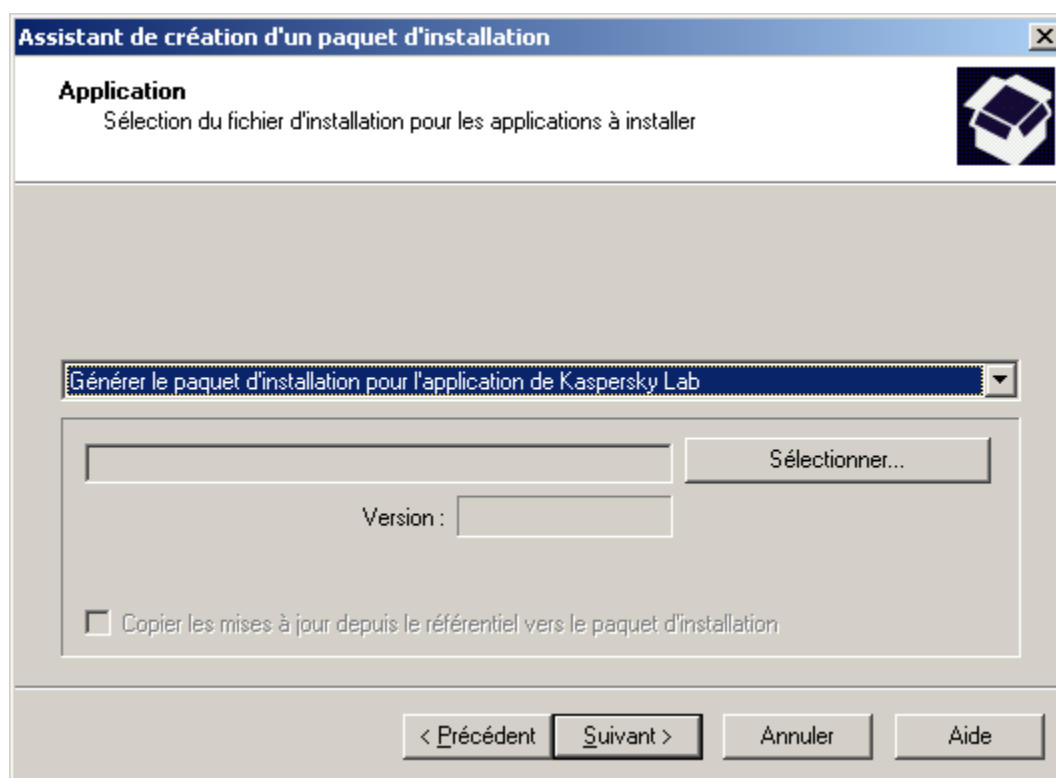 Assistant de création d'un paquet d'installation
Application
Sélection du fichier d'installation pour les applications à installer
Générer le paquet d'installation pour l'application de Kaspersky Lab
Sélectionner...
Version :
Copier les mises à jour depuis le référentiel vers le paquet d'installation
< Précédent Suivant > Annuler Aide